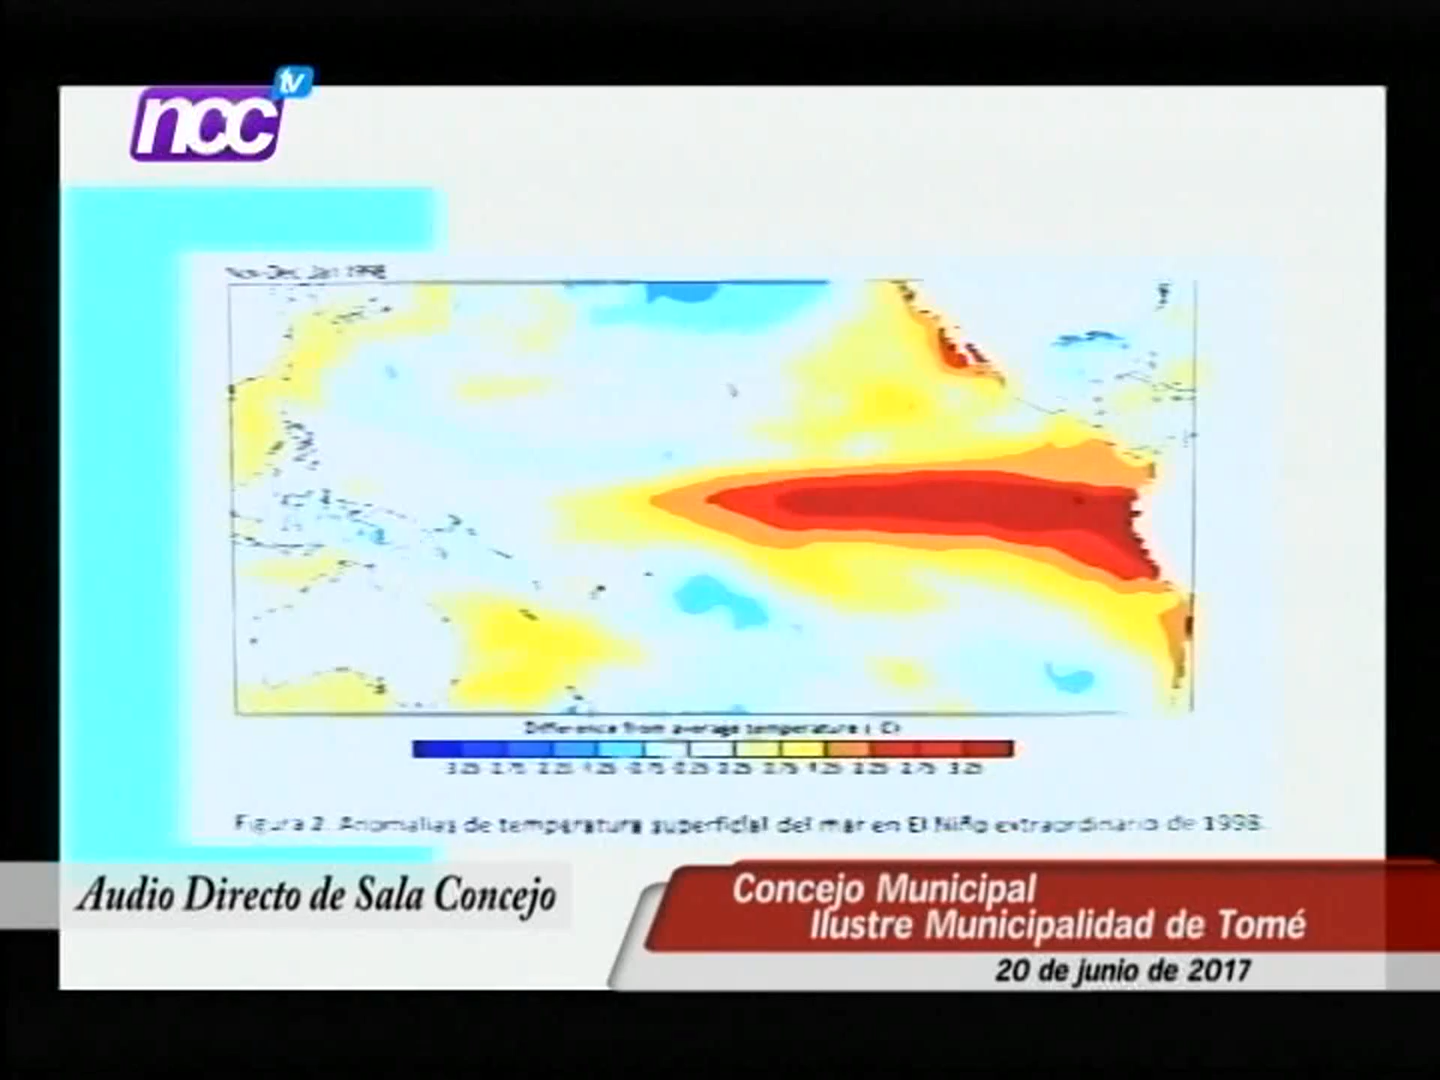 ncc tv
Nov-Dec Jan 1998
Difference from average temperature (°C)
Figura 2. Anomalías de temperatura superficial del mar en El Niño extraordinario de 1998.
Audio Directo de Sala Concejo
Concejo Municipal
Ilustre Municipalidad de Tomé
20 de junio de 2017